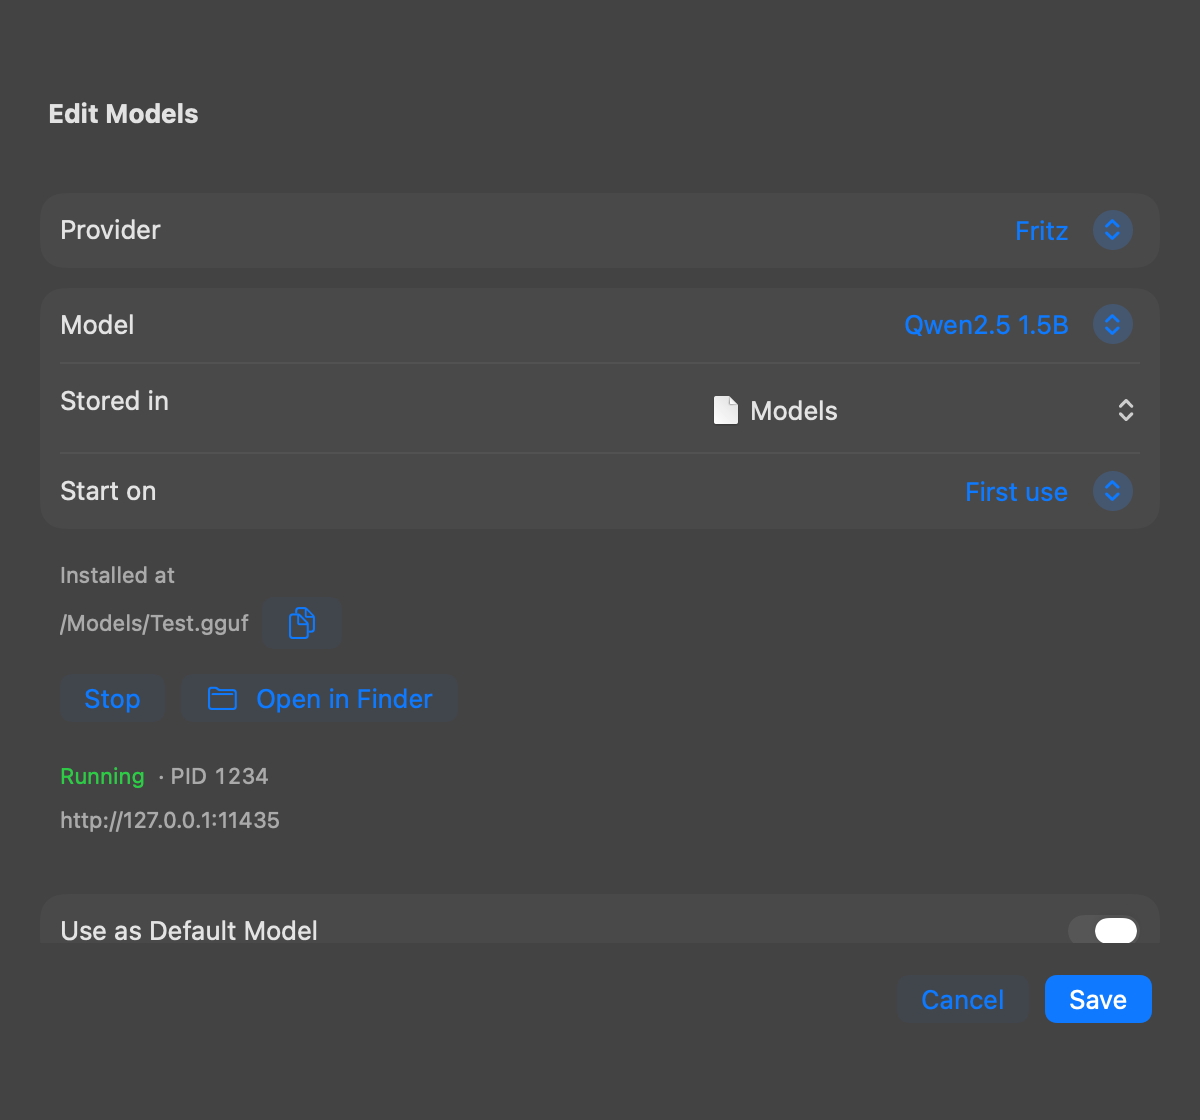 Edit Models
Provider Fritz
Model Qwen2.5 1.5B
Stored in Models
Start on First use
Installed at
/Models/Test.gguf
Stop Open in Finder
Running · PID 1234
http://127.0.0.1:11435
Use as Default Model
Cancel Save